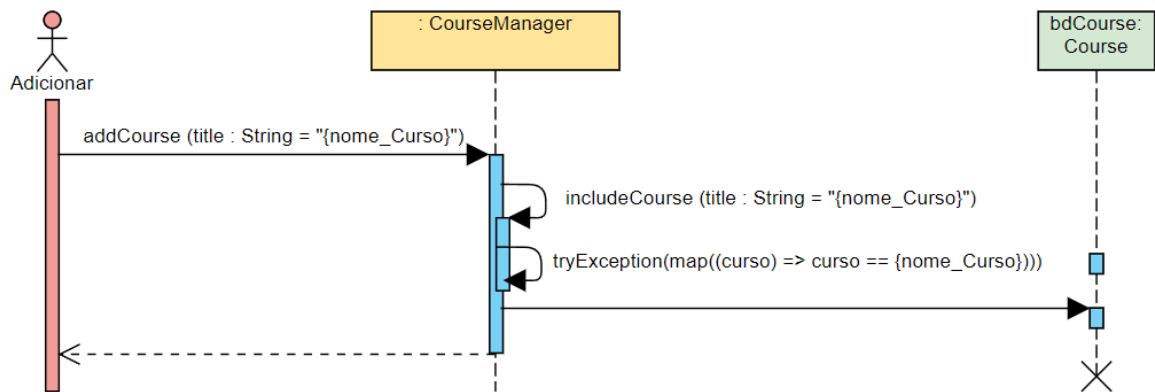 : CourseManager
bdCourse:
Course
Adicionar
addCourse (title : String = "{nome_Curso}")
includeCourse (title : String = "{nome_Curso}")
tryException(map((curso) => curso == {nome_Curso})))